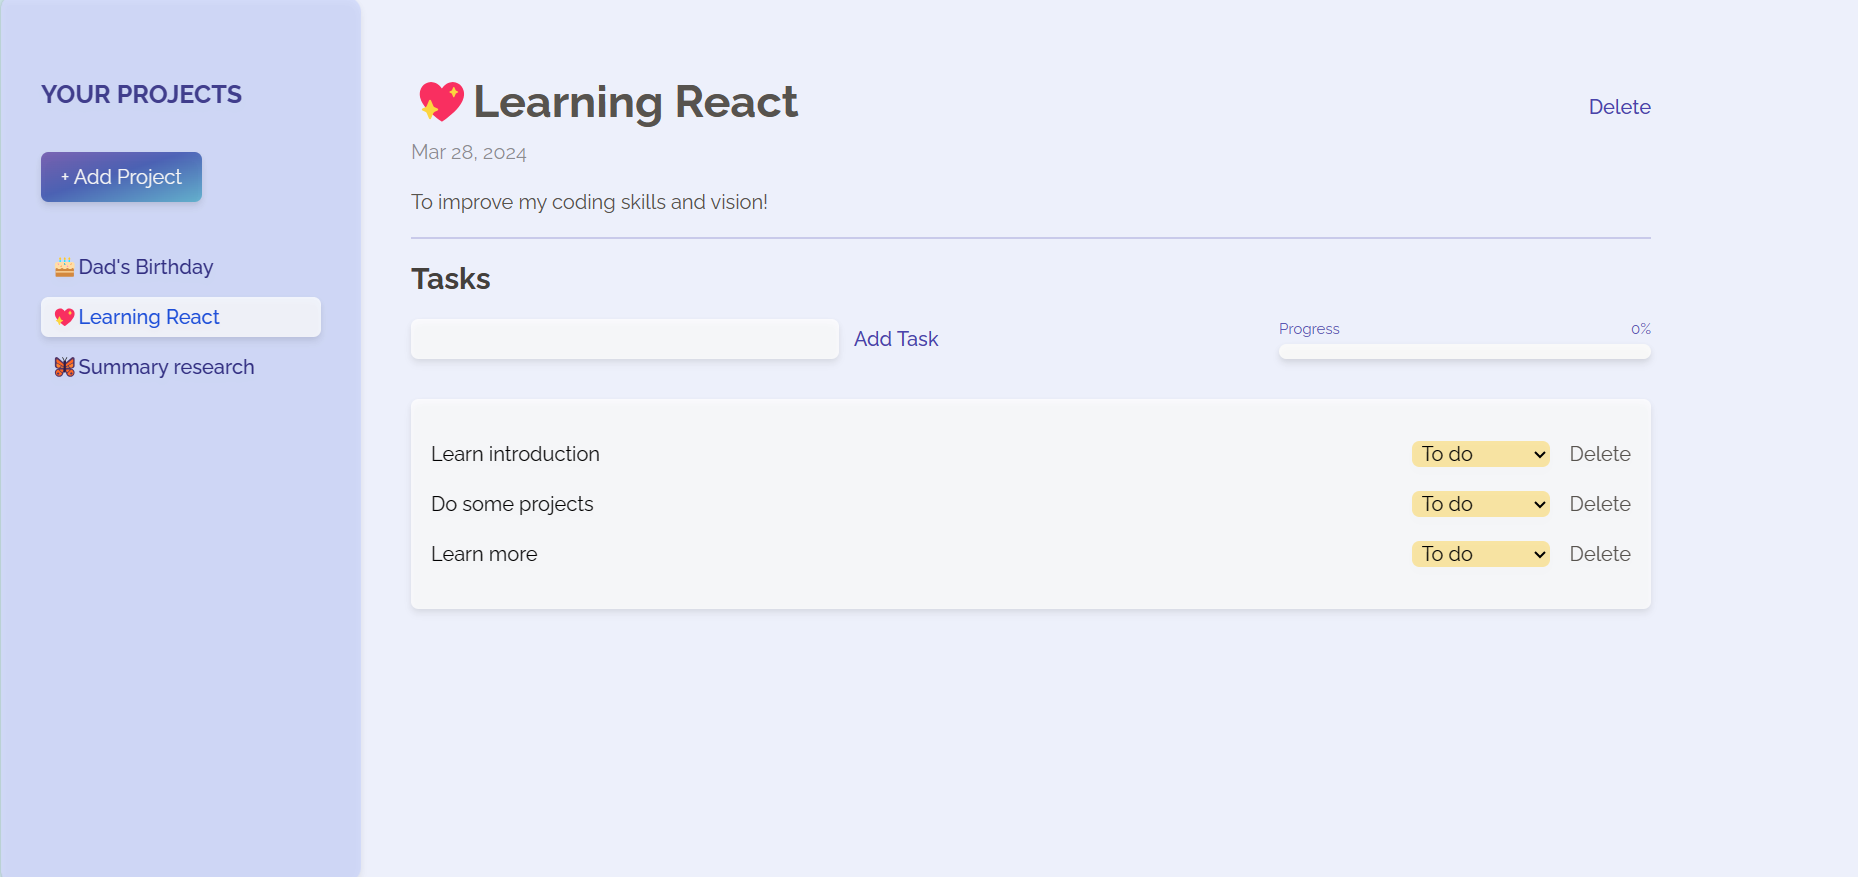 YOUR PROJECTS
+ Add Project
🎂Dad's Birthday
💖Learning React
🦋Summary research
💖Learning React
Delete
Mar 28, 2024
To improve my coding skills and vision!
Tasks
Add Task
Progress 0%
Learn introduction To do Delete
Do some projects To do Delete
Learn more To do Delete